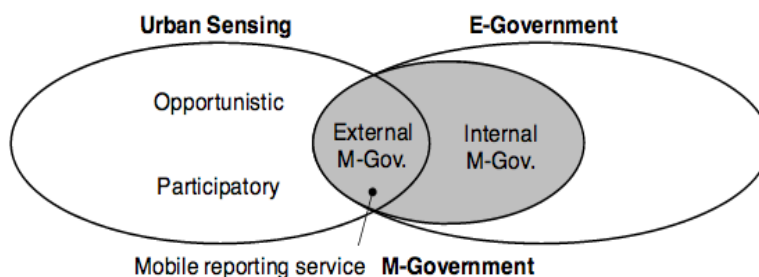 Urban Sensing
E-Government
Opportunistic
External
M-Gov.
Internal
M-Gov.
Participatory
Mobile reporting service
M-Government